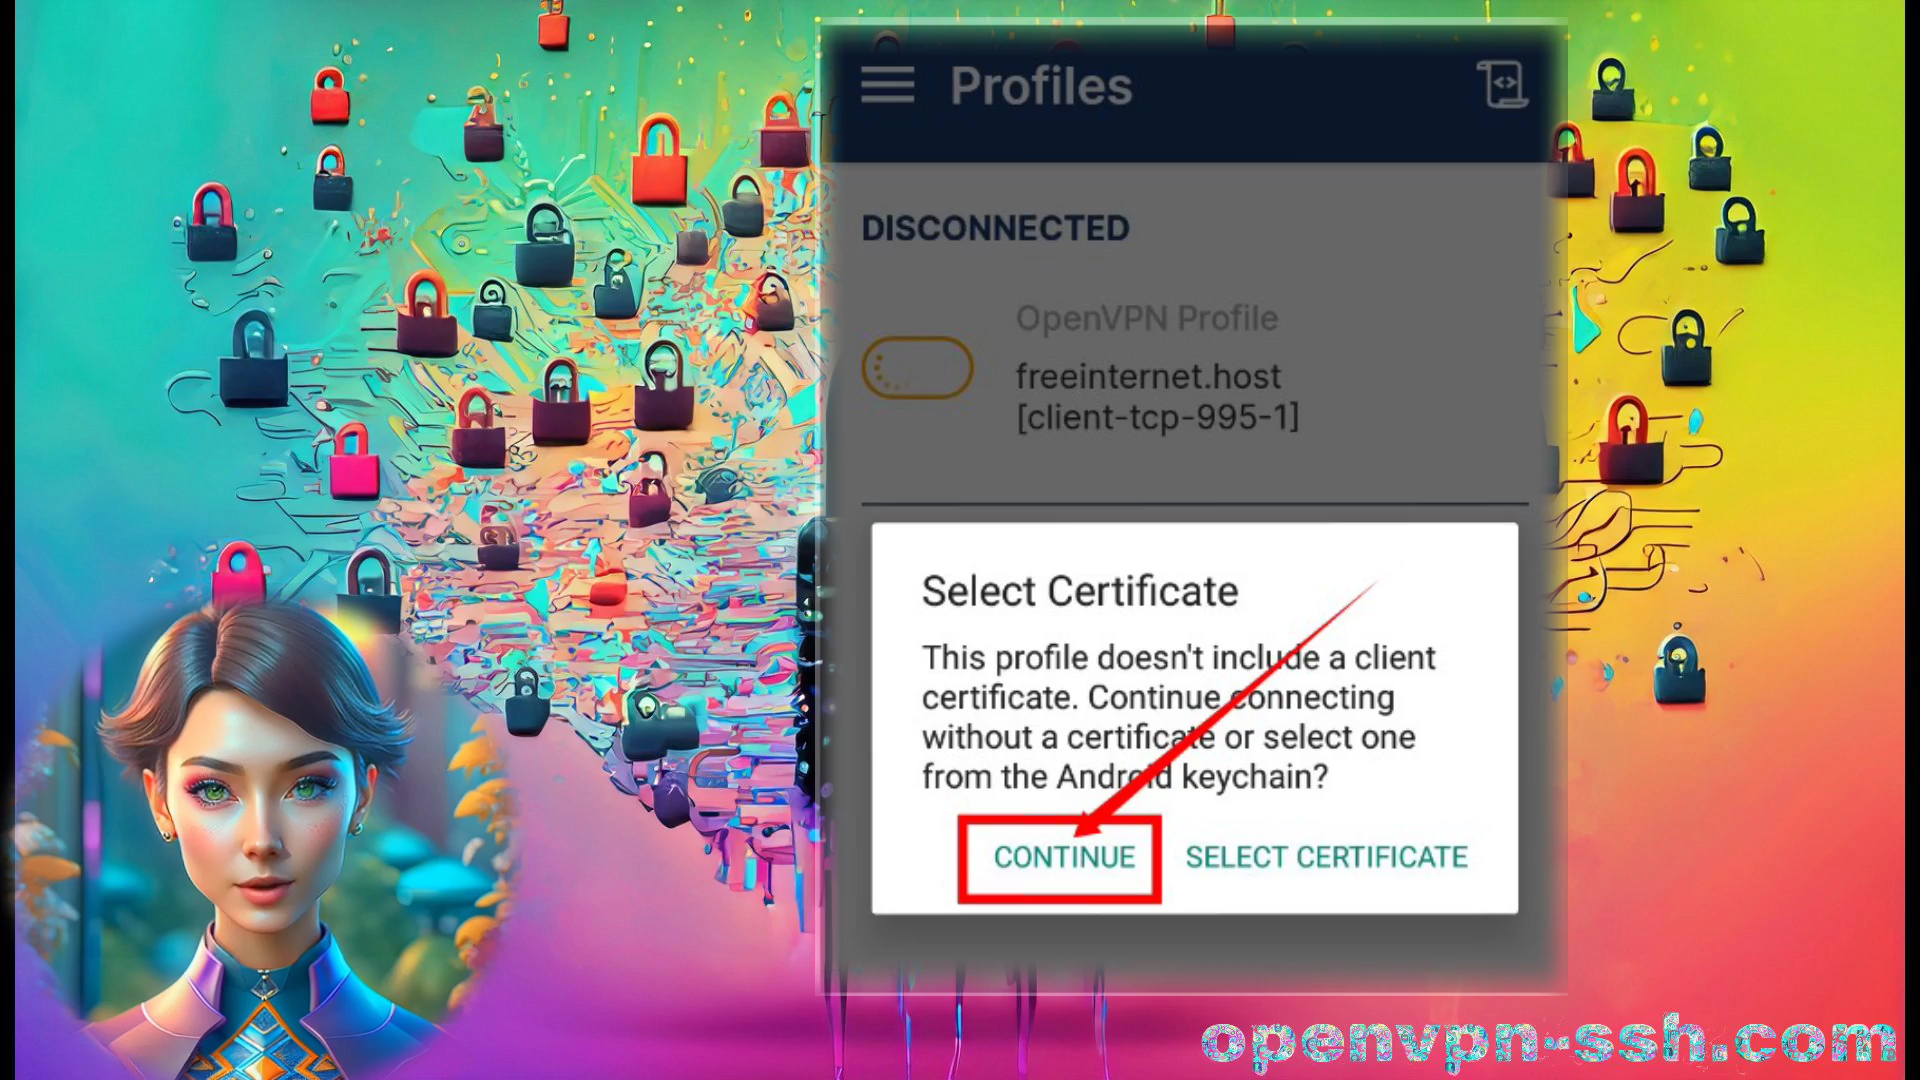 Profiles
DISCONNECTED
OpenVPN Profile
freeinternet.host
[client-tcp-995-1]
Select Certificate
This profile doesn't include a client
certificate. Continue connecting
without a certificate or select one
from the Android keychain?
CONTINUE SELECT CERTIFICATE
openvpn-ssh.com